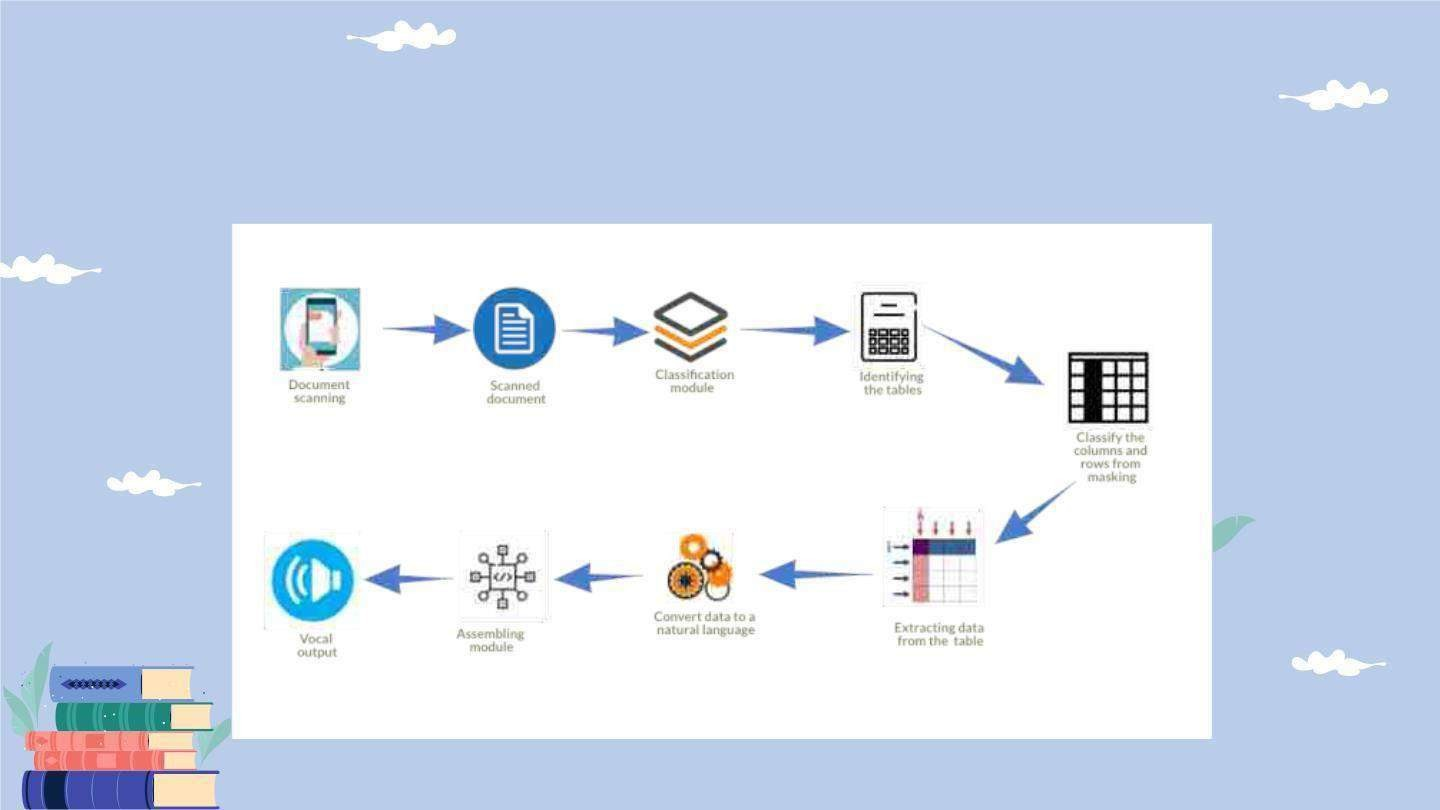 Document
scanning
Scanned
document
Classification
module
Identifying
the tables
Classify the
columns and
rows from
masking
Extracting data
from the table
Convert data to a
natural language
Assembling
module
Vocal
output